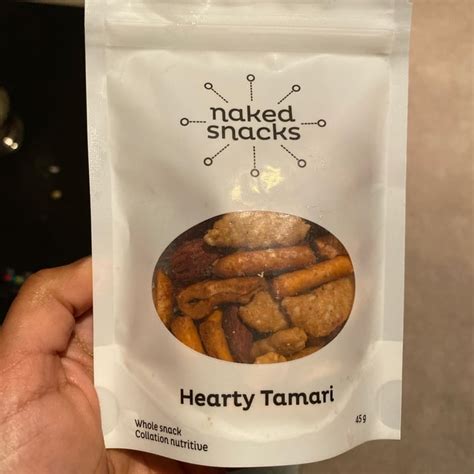 naked
snacks
Hearty Tamari
Whole snack
Collation nutritive
45 g